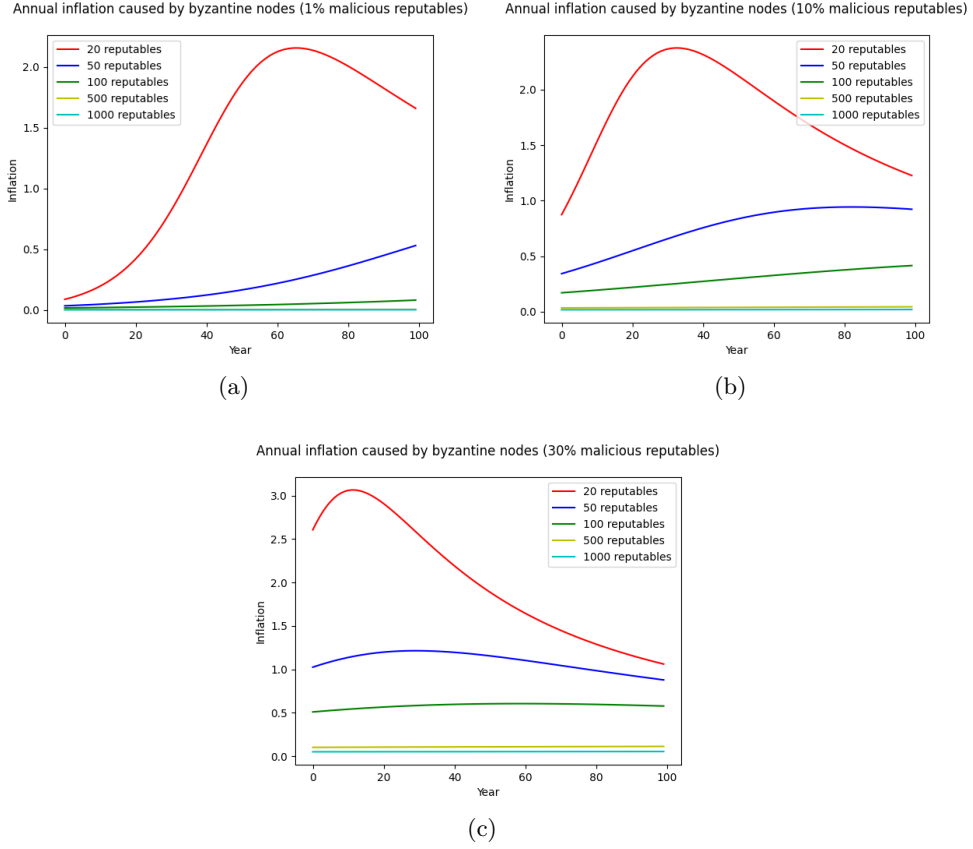 Annual inflation caused by byzantine nodes (1% malicious reputables)
20 reputables
50 reputables
100 reputables
500 reputables
1000 reputables
2.0
1.5
1.0
0.5
0.0
Inflation
0 20 40 60 80 100
Year
(a)
Annual inflation caused by byzantine nodes (10% malicious reputables)
20 reputables
50 reputables
100 reputables
500 reputables
1000 reputables
2.0
1.5
1.0
0.5
0.0
Inflation
0 20 40 60 80 100
Year
(b)
Annual inflation caused by byzantine nodes (30% malicious reputables)
20 reputables
50 reputables
100 reputables
500 reputables
1000 reputables
3.0
2.5
2.0
1.5
1.0
0.5
0.0
Inflation
0 20 40 60 80 100
Year
(c)